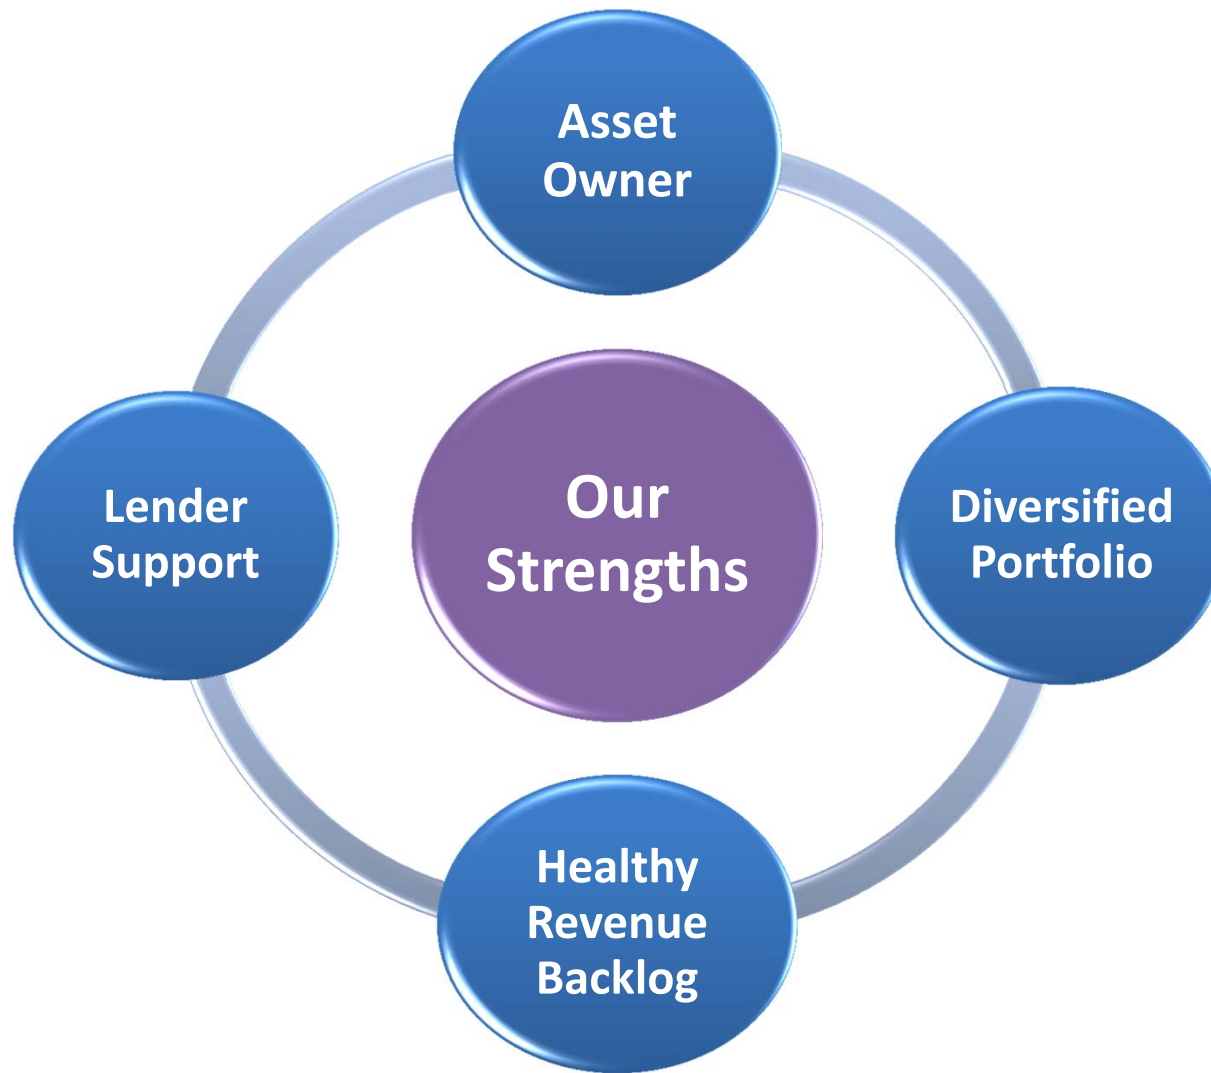 Asset
Owner
Lender
Support
Our
Strengths
Diversified
Portfolio
Healthy
Revenue
Backlog